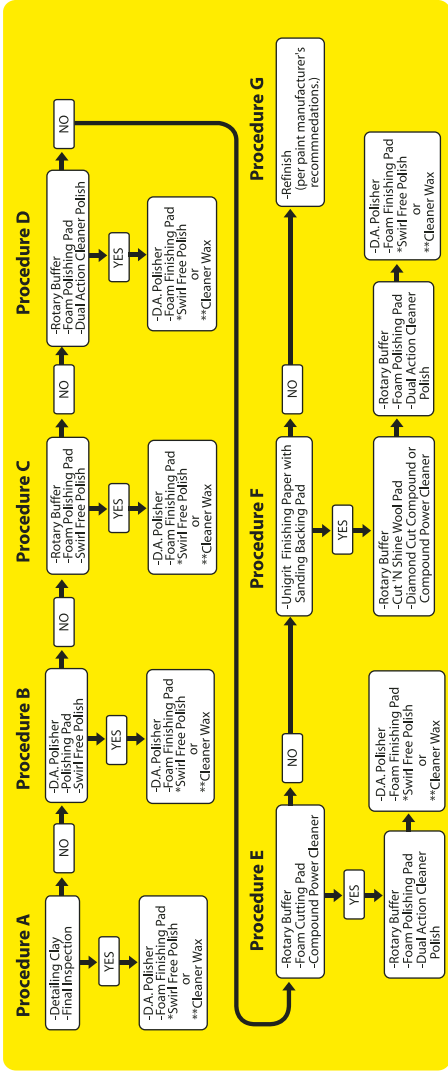 Procedure A
-Detailing Clay
-Final Inspection
NO
YES
-D.A. Polisher
-Foam Finishing Pad
*Swirl Free Polish
or
**Cleaner Wax
Procedure B
-D.A. Polisher
-Polishing Pad
-Swirl Free Polish
NO
YES
-D.A. Polisher
-Foam Finishing Pad
*Swirl Free Polish
or
**Cleaner Wax
Procedure C
-Rotary Buffer
-Foam Polishing Pad
-Swirl Free Polish
NO
YES
-D.A. Polisher
-Foam Finishing Pad
*Swirl Free Polish
or
**Cleaner Wax
Procedure D
-Rotary Buffer
-Foam Polishing Pad
-Dual Action Cleaner Polish
NO
YES
-D.A. Polisher
-Foam Finishing Pad
*Swirl Free Polish
or
**Cleaner Wax
Procedure E
-Rotary Buffer
-Foam Cutting Pad
-Compound Power Cleaner
NO
YES
-Rotary Buffer
-Foam Polishing Pad
-Dual Action Cleaner
Polish
-D.A. Polisher
-Foam Finishing Pad
*Swirl Free Polish
or
**Cleaner Wax
Procedure F
-Unigrit Finishing Paper with
Sanding Backing Pad
NO
YES
-Rotary Buffer
-Cut 'N Shine Wool Pad
-Diamond Cut Compound or
Compound Power Cleaner
-Rotary Buffer
-Foam Polishing Pad
-Dual Action Cleaner
Polish
-D.A. Polisher
-Foam Finishing Pad
*Swirl Free Polish
or
**Cleaner Wax
Procedure G
-Refinish
(per paint manufacturer's
recommnedations.)